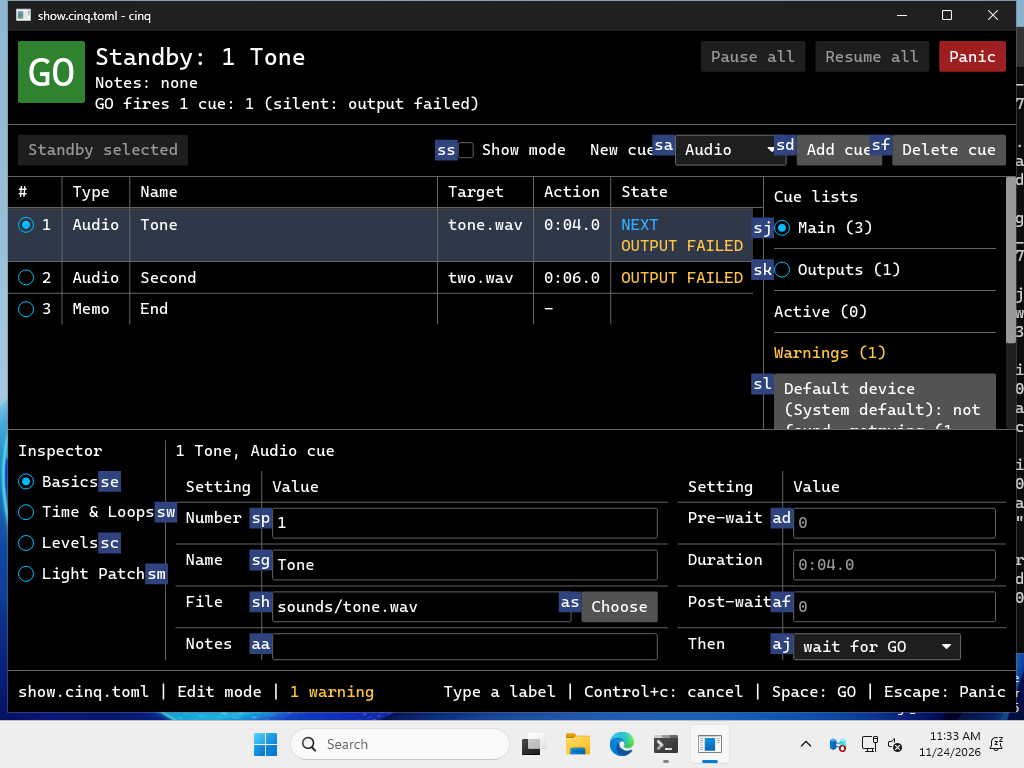 show.cinq.toml - cinq
GO
Standby: 1 Tone
Notes: none
GO fires 1 cue: 1 (silent: output failed)
Pause all
Resume all
Panic
Standby selected
ss Show mode
New cue sa Audio
sd Add cue
sf Delete cue
# Type Name Target Action State
1 Audio Tone tone.wav 0:04.0 NEXT
OUTPUT FAILED
2 Audio Second two.wav 0:06.0 OUTPUT FAILED
3 Memo End –
Cue lists
sj Main (3)
sk Outputs (1)
Active (0)
Warnings (1)
sl Default device
(System default): not
Inspector
Basics se
Time & Loops sw
Levels sc
Light Patch sm
1 Tone, Audio cue
Setting Value
Number sp 1
Name sg Tone
File sh sounds/tone.wav as Choose
Notes aa
Setting Value
Pre-wait ad 0
Duration 0:04.0
Post-wait af 0
Then aj wait for GO
show.cinq.toml | Edit mode | 1 warning
Type a label | Control+c: cancel | Space: GO | Escape: Panic
Search
11:33 AM
11/24/2026